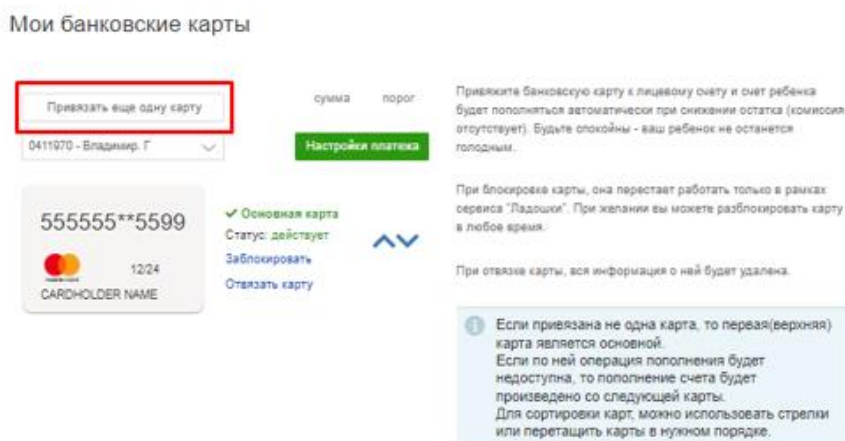 Мои банковские карты
Привязать еще одну карту
сумма порог
0411970 - Владимир. Г
Настройки платежа
555555**5599
12/24
CARDHOLDER NAME
Основная карта
Статус: действует
Заблокировать
Отвязать карту
Привяжите банковскую карту к лицевому счету и счет ребенка
будет пополняться автоматически при снижении остатка (комиссия
отсутствует). Будьте спокойны - ваш ребенок не останется
голодным.
При блокировке карты, она перестает работать только в рамках
сервиса "Ладошки". При желании вы можете разблокировать карту
в любое время.
При отвязке карты, вся информация о ней будет удалена.
Если привязана не одна карта, то первая(верхняя)
карта является основной.
Если по ней операция пополнения будет
недоступна, то пополнение счета будет
произведено со следующей карты.
Для сортировки карт, можно использовать стрелки
или перетащить карты в нужном порядке.